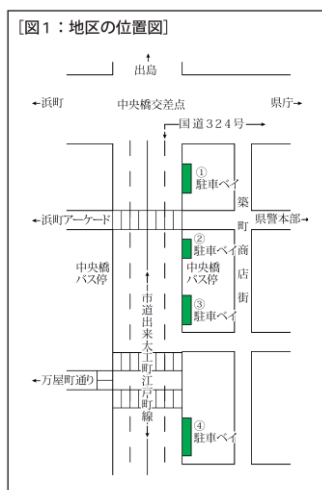 [図1:地区の位置図]
出島
←浜町
中央橋交差点
県庁→
国道324号
①
駐車ベイ
築町商店街
←浜町アーケード
県警本部→
②
駐車ベイ
中央橋
バス停
中央橋
バス停
③
駐車ベイ
市道出来大工町江戸町線
←万屋町通り
④
駐車ベイ